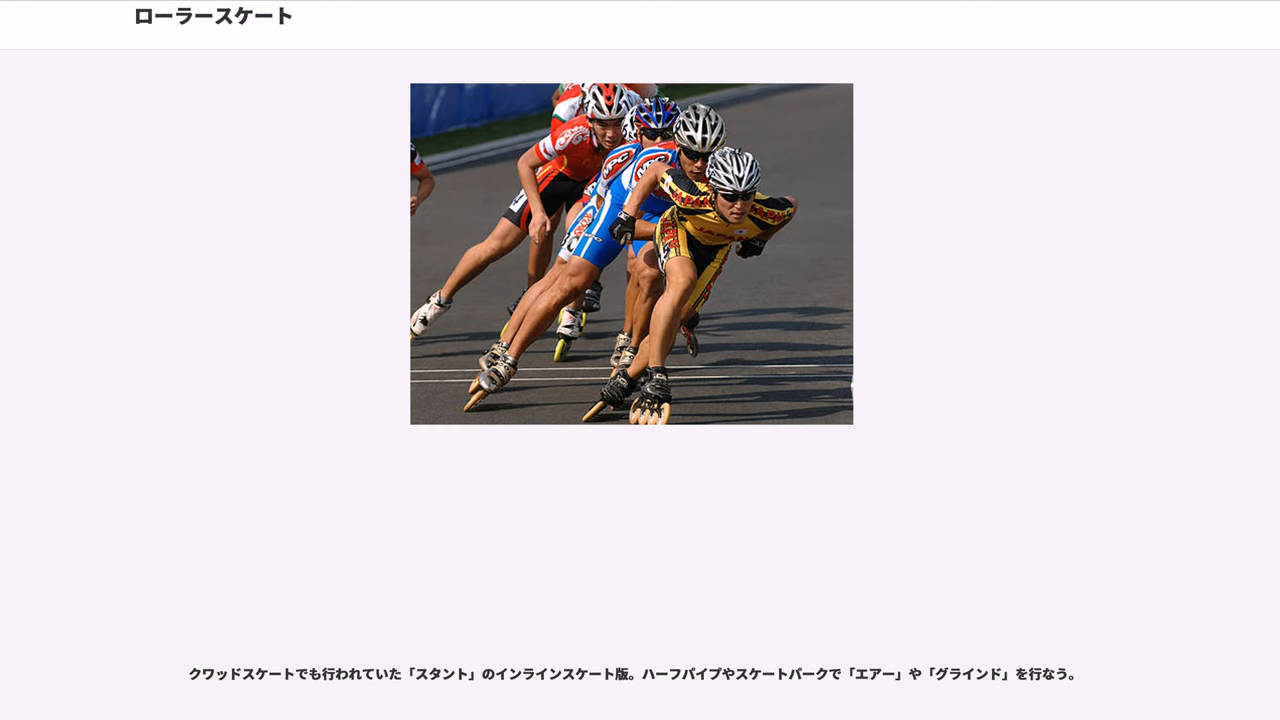 ローラースケート
JAPAN
クワッドスケートでも行われていた「スタント」のインラインスケート版。ハーフパイプやスケートパークで「エアー」や「グラインド」を行なう。